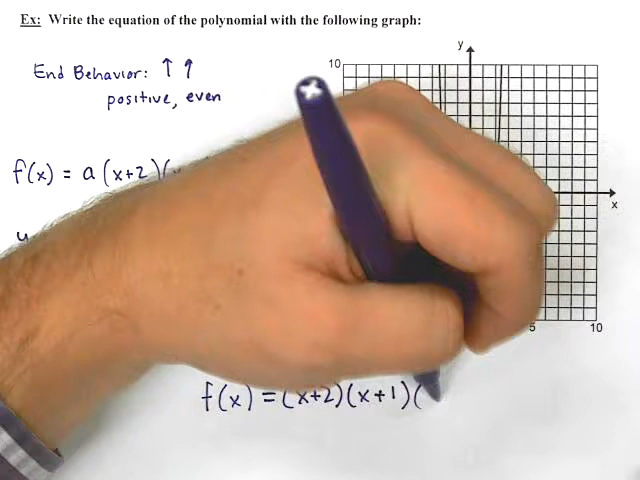 Ex: Write the equation of the polynomial with the following graph:
y
10
End Behavior: ↑ ↑
positive, even
f(x) = a (x+2)(
x
5 10
f(x) = (x+2)(x+1)(